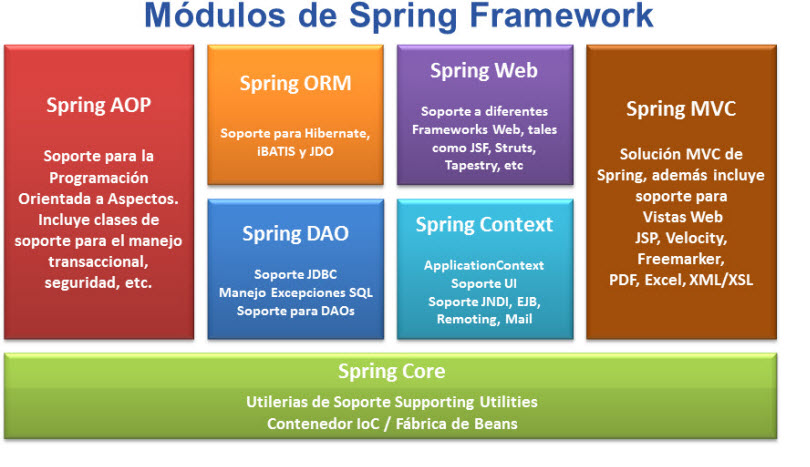 Módulos de Spring Framework
Spring AOP
Soporte para la
Programación
Orientada a Aspectos.
Incluye clases de
soporte para el manejo
transaccional,
seguridad, etc.
Spring ORM
Soporte para Hibernate,
iBATIS y JDO
Spring Web
Soporte a diferentes
Frameworks Web, tales
como JSF, Struts,
Tapestry, etc
Spring DAO
Soporte JDBC
Manejo Excepciones SQL
Soporte para DAOs
Spring Context
ApplicationContext
Soporte UI
Soporte JNDI, EJB,
Remoting, Mail
Spring MVC
Solución MVC de
Spring, además incluye
soporte para
Vistas Web
JSP, Velocity,
Freemarker,
PDF, Excel, XML/XSL
Spring Core
Utilerias de Soporte Supporting Utilities
Contenedor IoC / Fábrica de Beans